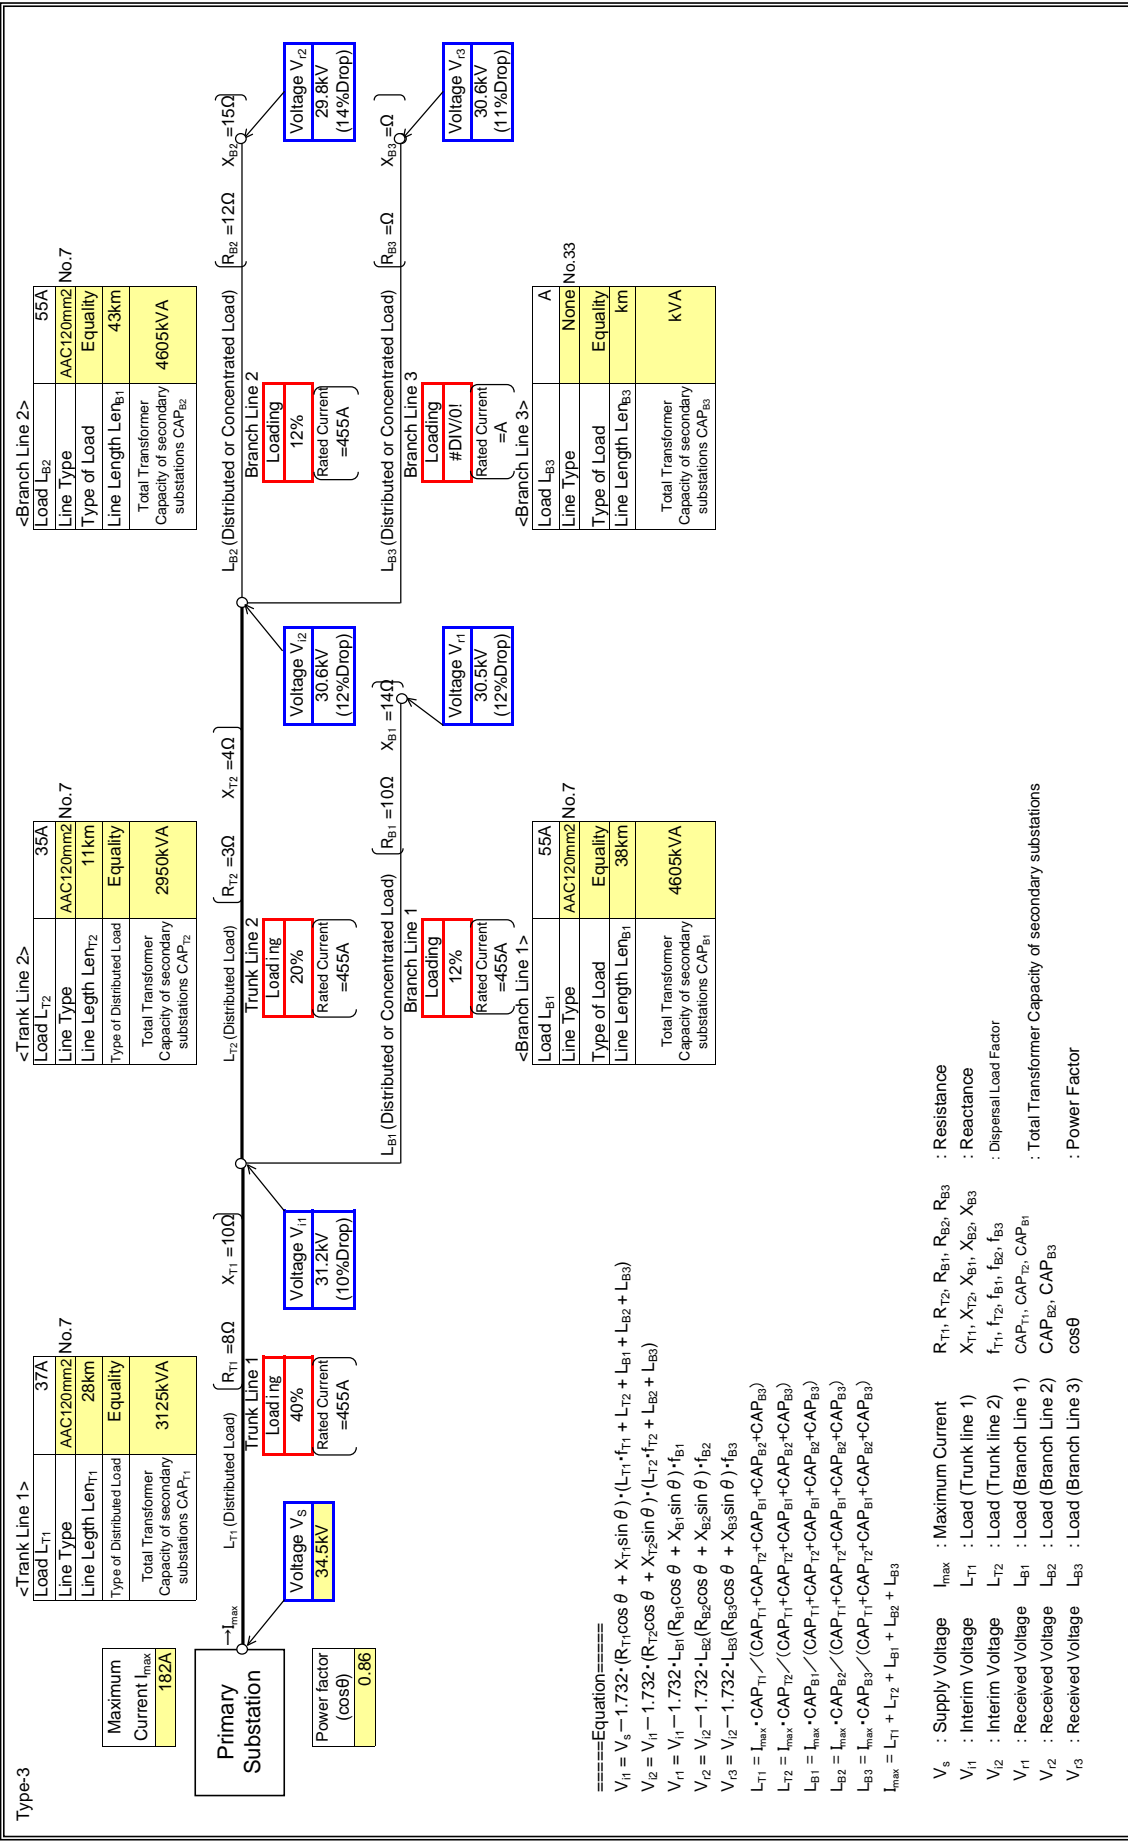 Type-3
Maximum
Current Imax
182A
Primary
Substation
Power factor
(cosθ)
0.86
→Imax
Voltage VS
34.5kV
<Trank Line 1>
Load LT1 37A
Line Type AAC120mm2 No.7
Line Legth LenT1 28km
Type of Distributed Load Equality
Total Transformer
Capacity of secondary
substations CAPT1
3125kVA
LT1 (Distributed Load) RT1 =8Ω XT1 =10Ω
Trunk Line 1
Loading
40%
Rated Current
=455A
Voltage Vi1
31.2kV
(10%Drop)
<Trank Line 2>
Load LT2 35A
Line Type AAC120mm2 No.7
Line Legth LenT2 11km
Type of Distributed Load Equality
Total Transformer
Capacity of secondary
substations CAPT2
2950kVA
LT2 (Distributed Load) RT2 =3Ω XT2 =4Ω
Trunk Line 2
Loading
20%
Rated Current
=455A
Voltage Vi2
30.6kV
(12%Drop)
LB1 (Distributed or Concentrated Load) RB1 =10Ω XB1 =14Ω
Branch Line 1
Loading
12%
Rated Current
=455A
Voltage Vr1
30.5kV
(12%Drop)
<Branch Line 1>
Load LB1 55A
Line Type AAC120mm2 No.7
Type of Load Equality
Line Length LenB1 38km
Total Transformer
Capacity of secondary
substations CAPB1
4605kVA
<Branch Line 2>
Load LB2 55A
Line Type AAC120mm2 No.7
Type of Load Equality
Line Length LenB1 43km
Total Transformer
Capacity of secondary
substations CAPB2
4605kVA
LB2 (Distributed or Concentrated Load) RB2 =12Ω XB2 =15Ω
Branch Line 2
Loading
12%
Rated Current
=455A
Voltage Vr2
29.8kV
(14%Drop)
LB3 (Distributed or Concentrated Load) RB3 =Ω XB3 =Ω
Branch Line 3
Loading
#DIV/0!
Rated Current
=A
Voltage Vr3
30.6kV
(11%Drop)
<Branch Line 3>
Load LB3 A
Line Type None No.33
Type of Load Equality
Line Length LenB3 km
Total Transformer
Capacity of secondary
substations CAPB3
kVA
=====Equation=====
Vi1 = Vs－1.732・(RT1cosθ + XT1sinθ)・(LT1・fT1 + LT2 + LB1 + LB2 + LB3)
Vi2 = Vi1－1.732・(RT2cosθ + XT2sinθ)・(LT2・fT2 + LB2 + LB3)
Vr1 = Vi1－1.732・LB1(RB1cosθ + XB1sinθ)・fB1
Vr2 = Vi2－1.732・LB2(RB2cosθ + XB2sinθ)・fB2
Vr3 = Vi2－1.732・LB3(RB3cosθ + XB3sinθ)・fB3
LT1 = Imax・CAPT1／(CAPT1+CAPT2+CAPB1+CAPB2+CAPB3)
LT2 = Imax・CAPT2／(CAPT1+CAPT2+CAPB1+CAPB2+CAPB3)
LB1 = Imax・CAPB1／(CAPT1+CAPT2+CAPB1+CAPB2+CAPB3)
LB2 = Imax・CAPB2／(CAPT1+CAPT2+CAPB1+CAPB2+CAPB3)
LB3 = Imax・CAPB3／(CAPT1+CAPT2+CAPB1+CAPB2+CAPB3)
Imax = LT1 + LT2 + LB1 + LB2 + LB3
Vs : Supply Voltage Imax : Maximum Current RT1, RT2, RB1, RB2, RB3 : Resistance
Vi1 : Interim Voltage LT1 : Load (Trunk line 1) XT1, XT2, XB1, XB2, XB3 : Reactance
Vi2 : Interim Voltage LT2 : Load (Trunk line 2) fT1, fT2, fB1, fB2, fB3 : Dispersal Load Factor
Vr1 : Received Voltage LB1 : Load (Branch Line 1) CAPT1, CAPT2, CAPB1
Vr2 : Received Voltage LB2 : Load (Branch Line 2) CAPB2, CAPB3 : Total Transformer Capacity of secondary substations
Vr3 : Received Voltage LB3 : Load (Branch Line 3) cosθ : Power Factor